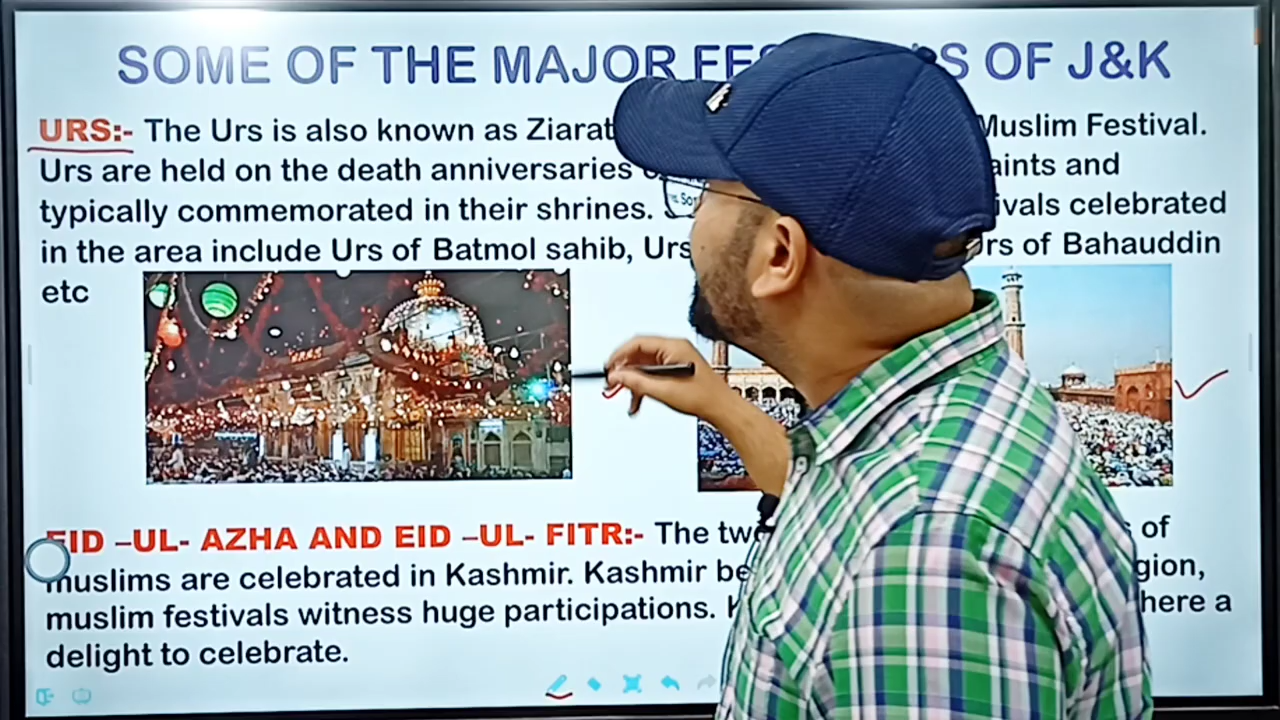 SOME OF THE MAJOR FE S OF J&K
URS:- The Urs is also known as Ziarat Muslim Festival.
Urs are held on the death anniversaries aints and
typically commemorated in their shrines. ivals celebrated
in the area include Urs of Batmol sahib, Urs rs of Bahauddin
etc
EID –UL- AZHA AND EID –UL- FITR:- The tw of
muslims are celebrated in Kashmir. Kashmir be gion,
muslim festivals witness huge participations. here a
delight to celebrate.